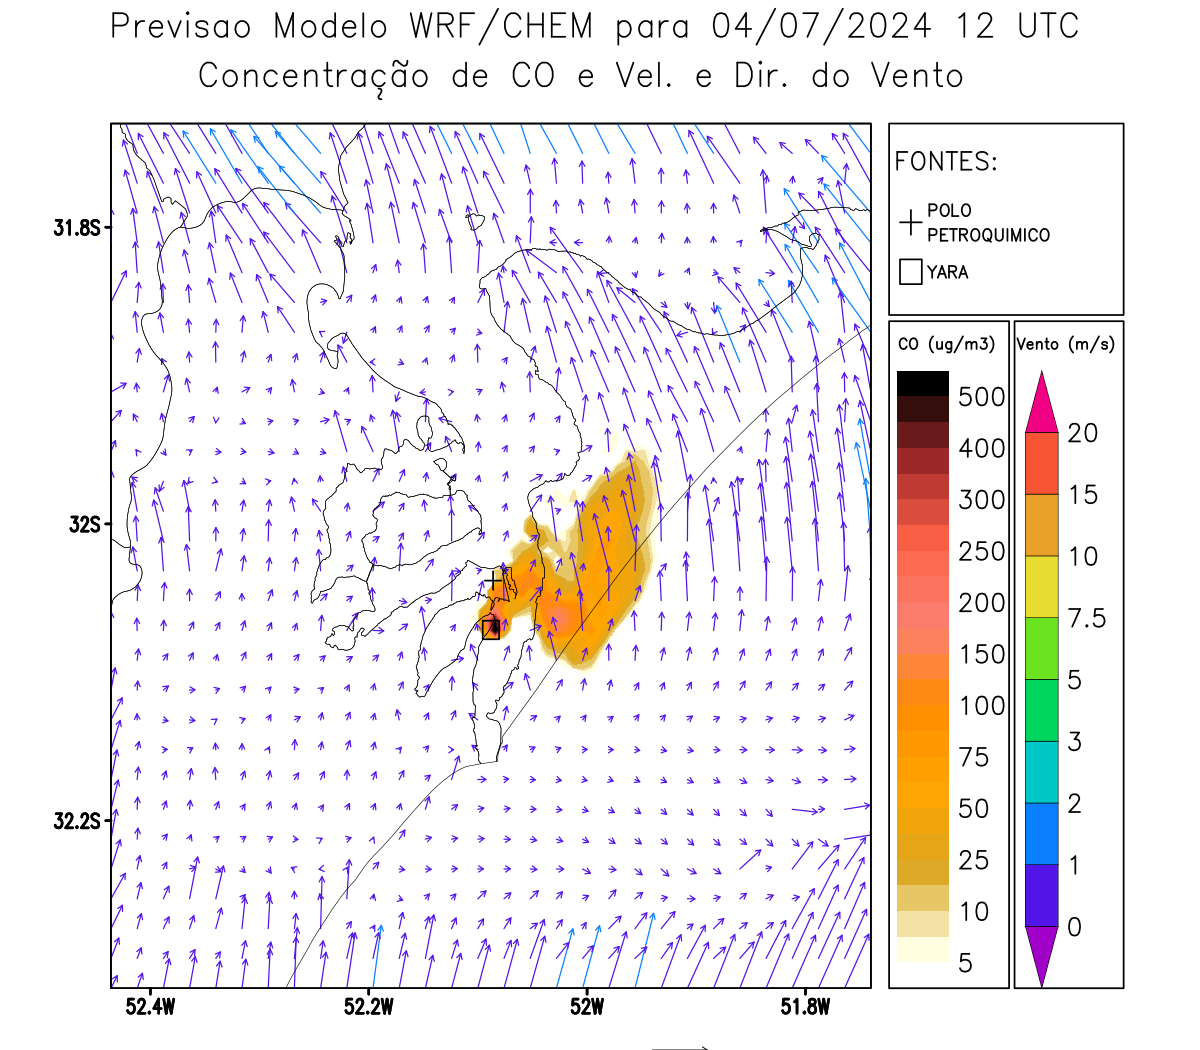 Previsao Modelo WRF/CHEM para 04/07/2024 12 UTC
Concentração de CO e Vel. e Dir. do Vento
FONTES:
POLO
PETROQUIMICO
YARA
31.8S
32S
32.2S
52.4W
52.2W
52W
51.8W
CO (ug/m3)
500
400
300
250
200
150
100
75
50
25
10
5
Vento (m/s)
20
15
10
7.5
5
3
2
1
0